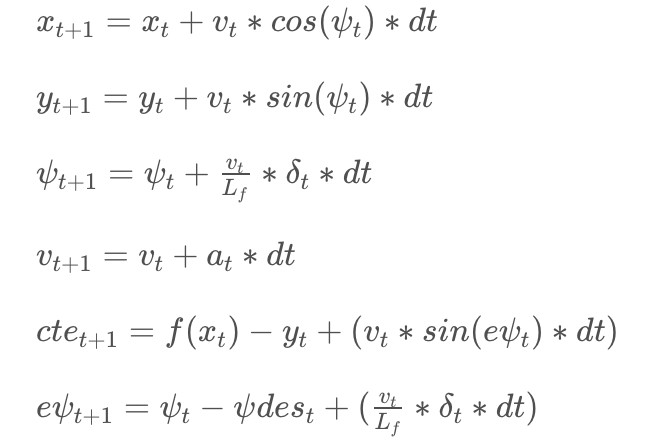 x_{t+1} = x_t + v_t * cos(ψ_t) * dt
y_{t+1} = y_t + v_t * sin(ψ_t) * dt
ψ_{t+1} = ψ_t + \frac{v_t}{L_f} * δ_t * dt
v_{t+1} = v_t + a_t * dt
cte_{t+1} = f(x_t) − y_t + (v_t * sin(eψ_t) * dt)
eψ_{t+1} = ψ_t − ψdes_t + (\frac{v_t}{L_f} * δ_t * dt)